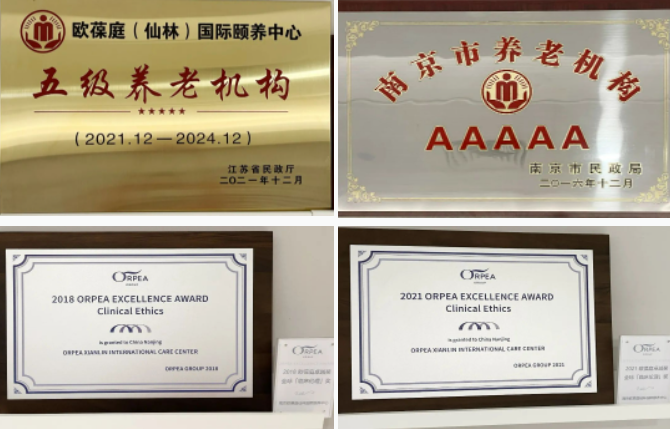 欧葆庭（仙林）国际颐养中心
五级养老机构
★★★★★
（2021.12—2024.12）
江苏省民政厅
二〇二一年十二月
南京市养老机构
AAAAA
南京市民政局
二〇一六年十二月
ORPEA
2018 ORPEA EXCELLENCE AWARD
Clinical Ethics
is granted to China Nanjing
ORPEA XIANLIN INTERNATIONAL CARE CENTER
ORPEA GROUP 2018
ORPEA
ORPEA
2021 ORPEA EXCELLENCE AWARD
Clinical Ethics
is granted to China Nanjing
ORPEA XIANLIN INTERNATIONAL CARE CENTER
ORPEA GROUP 2021
ORPEA